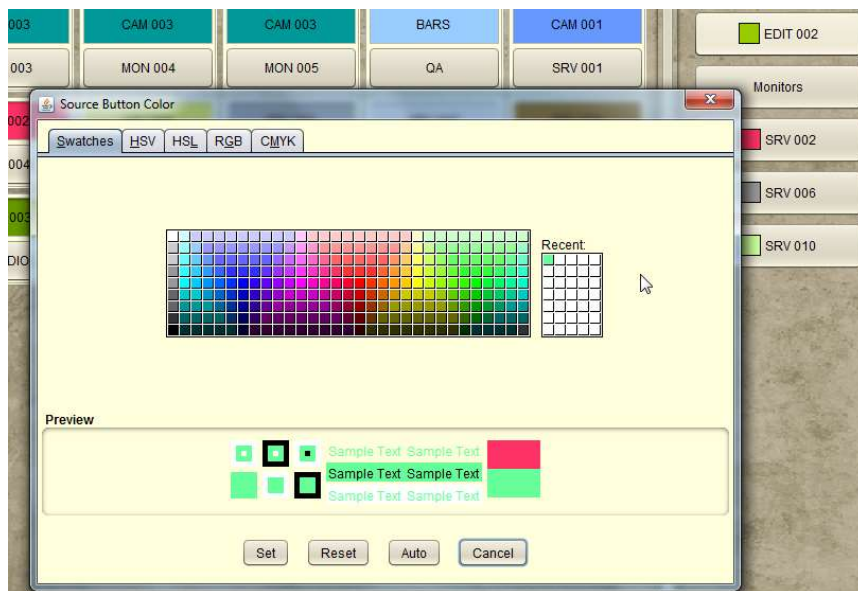 003 CAM 003 CAM 003 BARS CAM 001
EDIT 002
003 MON 004 MON 005 QA SRV 001
Monitors
Source Button Color
002
SRV 002
Swatches HSV HSL RGB CMYK
004
SRV 006
003
Recent:
SRV 010
DIO
Preview
Sample Text Sample Text
Sample Text Sample Text
Sample Text Sample Text
Set Reset Auto Cancel